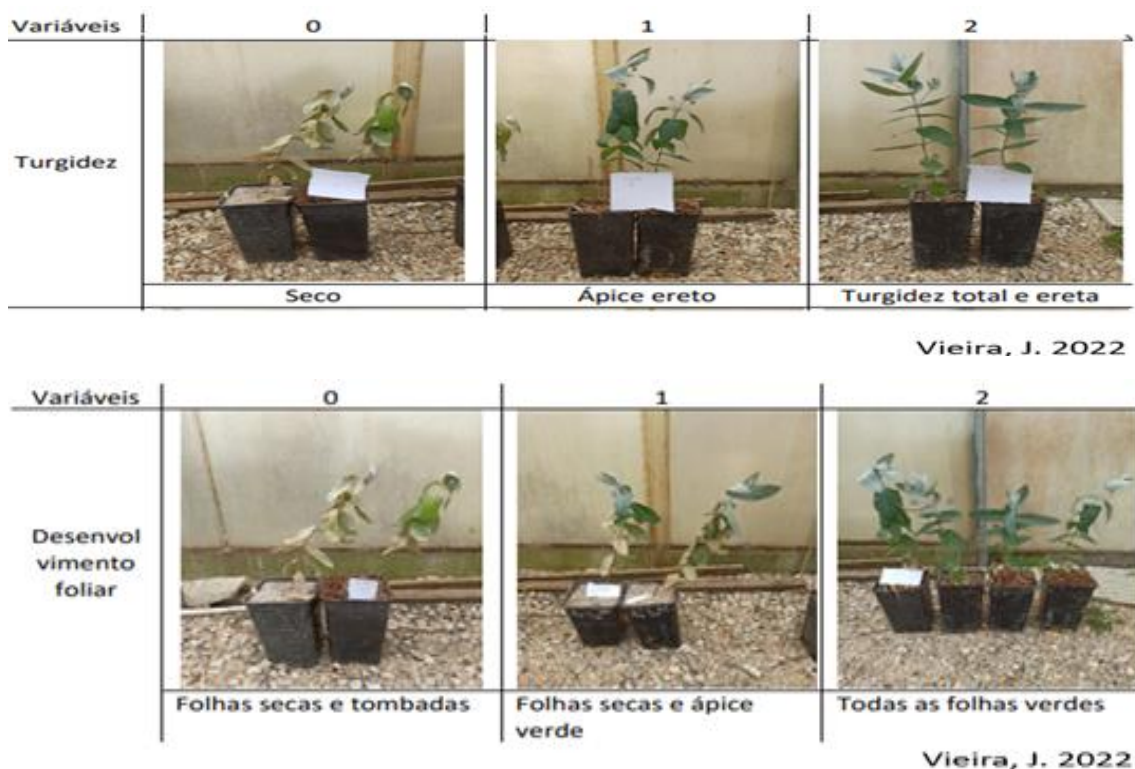 Variáveis 0 1 2
Turgidez
Seco Ápice ereto Turgidez total e ereta
Vieira, J. 2022
Variáveis 0 1 2
Desenvol
vimento
foliar
Folhas secas e tombadas Folhas secas e ápice Todas as folhas verdes
verde
Vieira, J. 2022